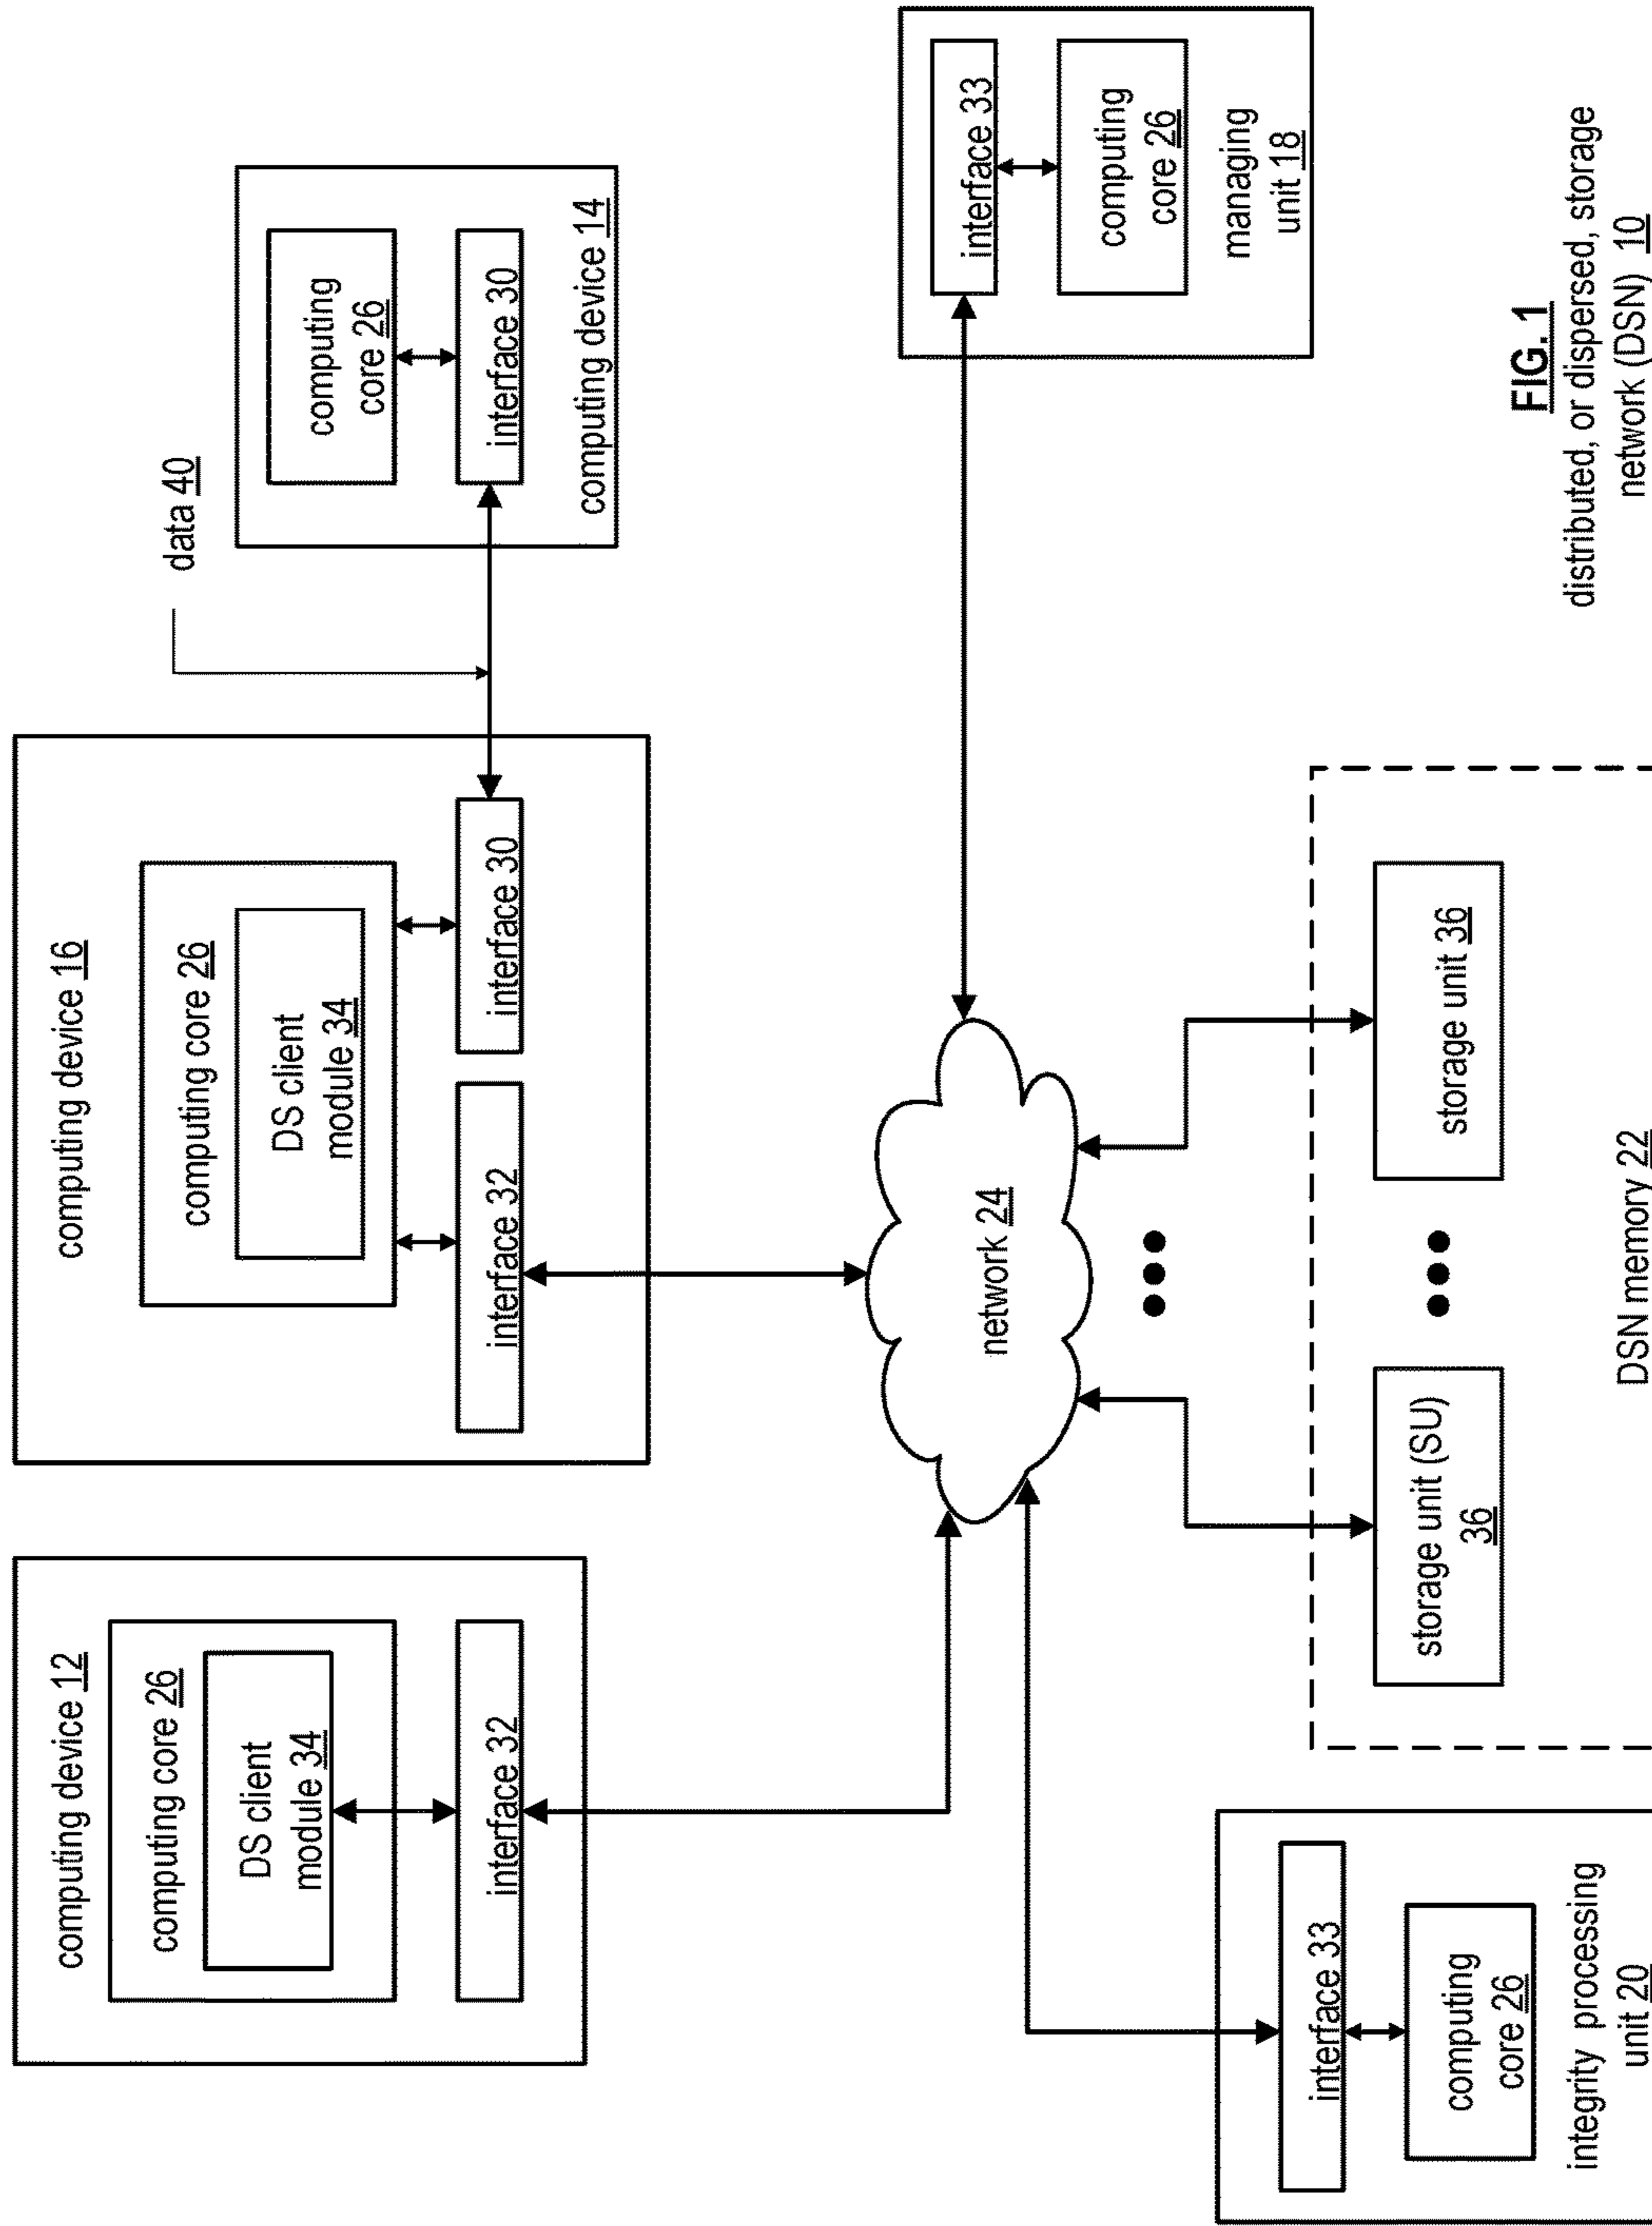 computing device 12
computing core 26
DS client
module 34
interface 32
computing device 16
computing core 26
DS client
module 34
interface 32
interface 30
data 40
computing
core 26
interface 30
computing device 14
network 24
interface 33
computing
core 26
managing
unit 18
interface 33
computing
core 26
integrity processing
unit 20
storage unit (SU)
36
storage unit 36
DSN memory 22
FIG. 1
distributed, or dispersed, storage
network (DSN) 10